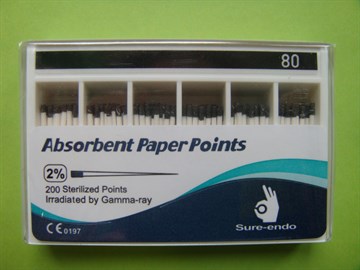 80
Absorbent Paper Points
2%
200 Sterilized Points
Irradiated by Gamma-ray
CE 0197
Sure-endo